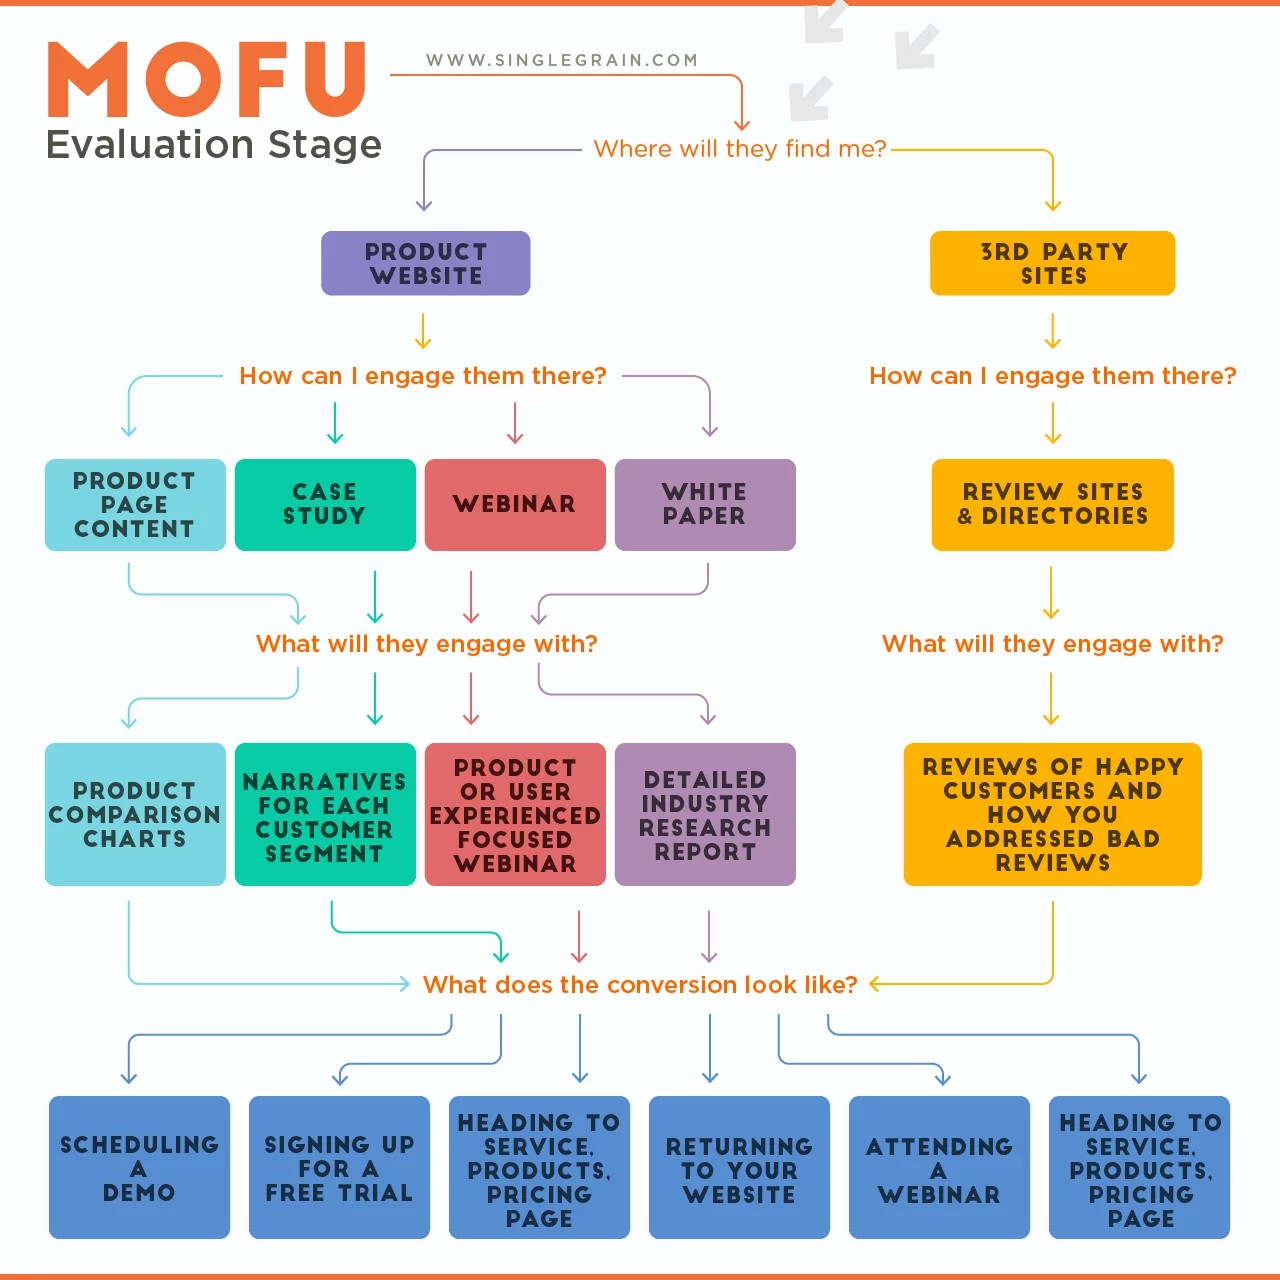 MOFU
WWW.SINGLEGRAIN.COM
Evaluation Stage
Where will they find me?
PRODUCT
WEBSITE
3RD PARTY
SITES
How can I engage them there?
How can I engage them there?
PRODUCT
PAGE
CONTENT
CASE
STUDY
WEBINAR
WHITE
PAPER
REVIEW SITES
& DIRECTORIES
What will they engage with?
What will they engage with?
PRODUCT
COMPARISON
CHARTS
NARRATIVES
FOR EACH
CUSTOMER
SEGMENT
PRODUCT
OR USER
EXPERIENCED
FOCUSED
WEBINAR
DETAILED
INDUSTRY
RESEARCH
REPORT
REVIEWS OF HAPPY
CUSTOMERS AND
HOW YOU
ADDRESSED BAD
REVIEWS
What does the conversion look like?
SCHEDULING
A
DEMO
SIGNING UP
FOR A
FREE TRIAL
HEADING TO
SERVICE,
PRODUCTS,
PRICING
PAGE
RETURNING
TO YOUR
WEBSITE
ATTENDING
A
WEBINAR
HEADING TO
SERVICE,
PRODUCTS,
PRICING
PAGE